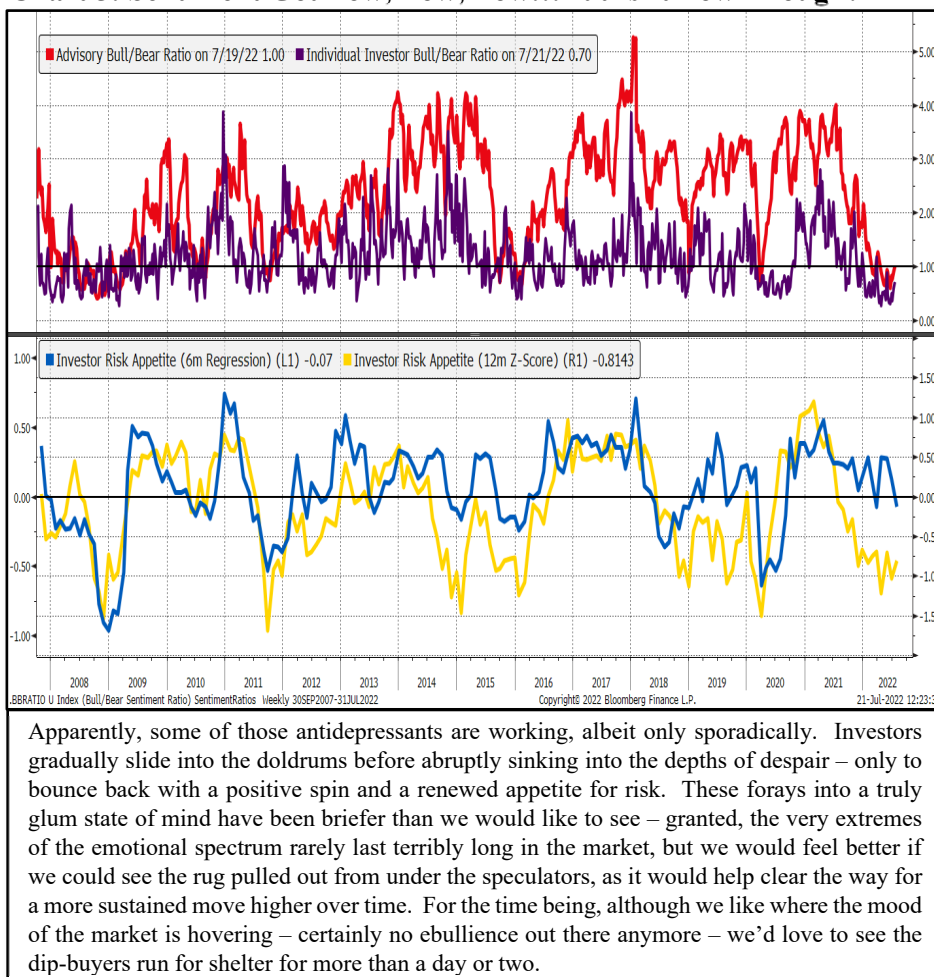 Advisory Bull/Bear Ratio on 7/19/22 1.00 Individual Investor Bull/Bear Ratio on 7/21/22 0.70
5.00
4.00
3.00
2.00
1.00
0.00
Investor Risk Appetite (6m Regression) (L1) -0.07 Investor Risk Appetite (12m Z-Score) (R1) -0.8143
1.00
0.50
0.00
-0.50
-1.00
1.50
1.00
0.50
0.00
-0.5
-1.0
-1.5
2008 2009 2010 2011 2012 2013 2014 2015 2016 2017 2018 2019 2020 2021 2022
.BBRATIO U Index (Bull/Bear Sentiment Ratio) SentimentRatios Weekly 30SEP2007-31JUL2022 Copyright© 2022 Bloomberg Finance L.P. 21-Jul-2022 12:23:3
Apparently, some of those antidepressants are working, albeit only sporadically. Investors
gradually slide into the doldrums before abruptly sinking into the depths of despair – only to
bounce back with a positive spin and a renewed appetite for risk. These forays into a truly
glum state of mind have been briefer than we would like to see – granted, the very extremes
of the emotional spectrum rarely last terribly long in the market, but we would feel better if
we could see the rug pulled out from under the speculators, as it would help clear the way for
a more sustained move higher over time. For the time being, although we like where the mood
of the market is hovering – certainly no ebullience out there anymore – we’d love to see the
dip-buyers run for shelter for more than a day or two.